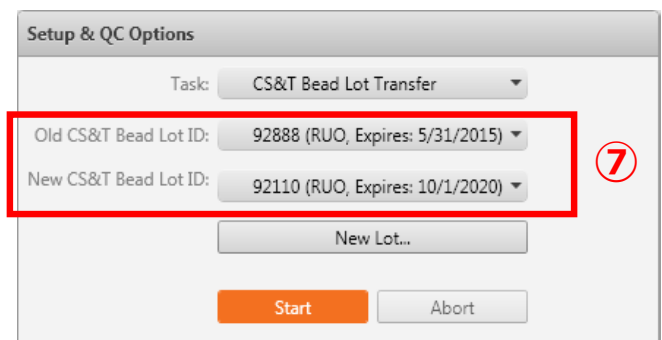 Setup & QC Options
Task: CS&T Bead Lot Transfer
Old CS&T Bead Lot ID: 92888 (RUO, Expires: 5/31/2015)
⑦
New CS&T Bead Lot ID: 92110 (RUO, Expires: 10/1/2020)
New Lot...
Start Abort